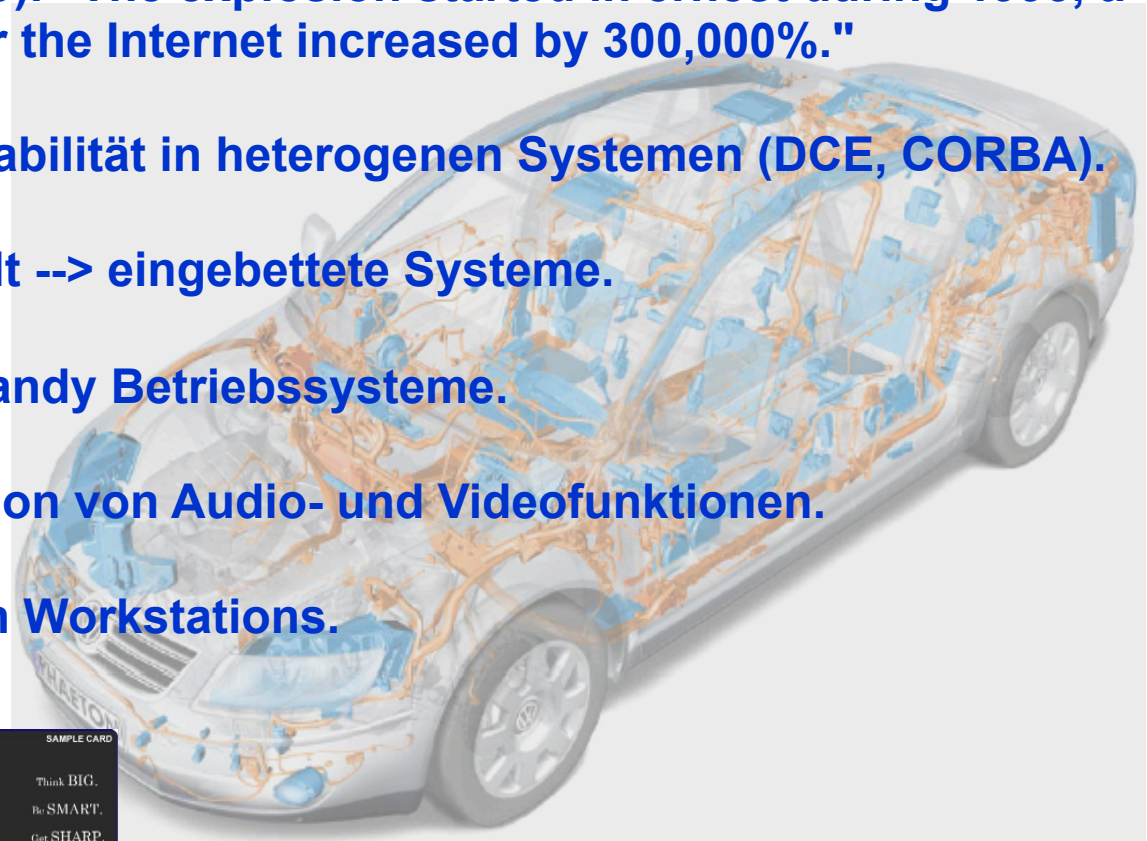 the Internet increased by 300,000%."
abilität in heterogenen Systemen (DCE, CORBA).
lt --> eingebettete Systeme.
andy Betriebssysteme.
on von Audio- und Videofunktionen.
Workstations.
PHAETON
SAMPLE CARD
Think BIG.
Be SMART.
Get SHARP.